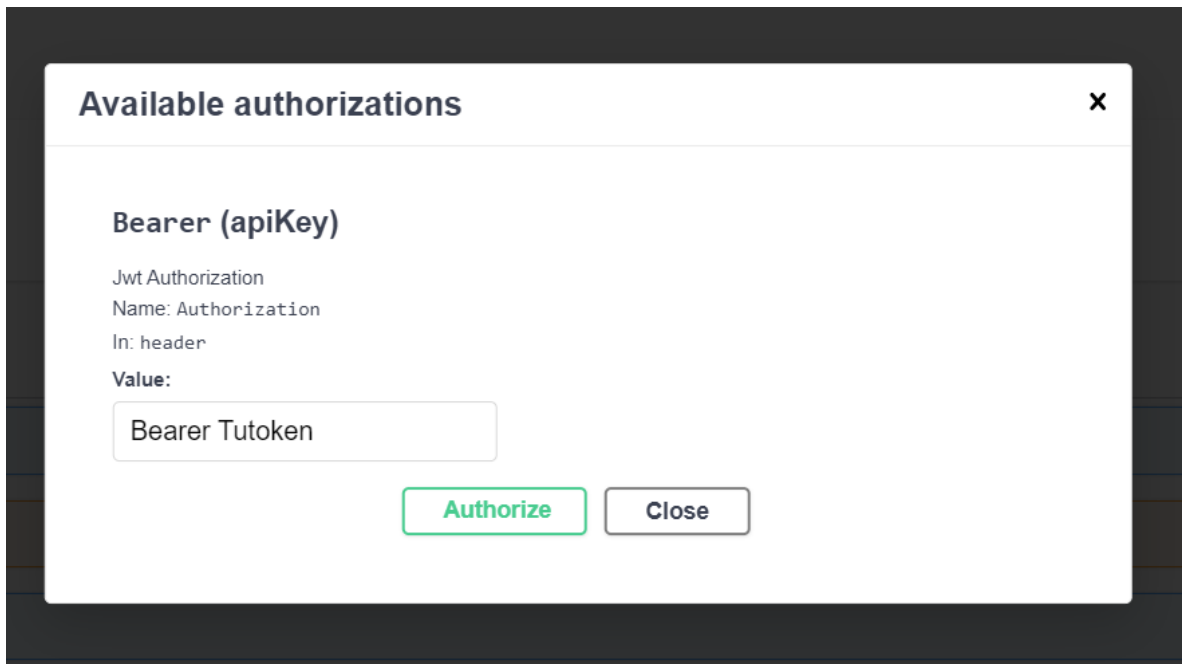 Available authorizations
Bearer (apiKey)
Jwt Authorization
Name: Authorization
In: header
Value:
Bearer Tutoken
Authorize Close